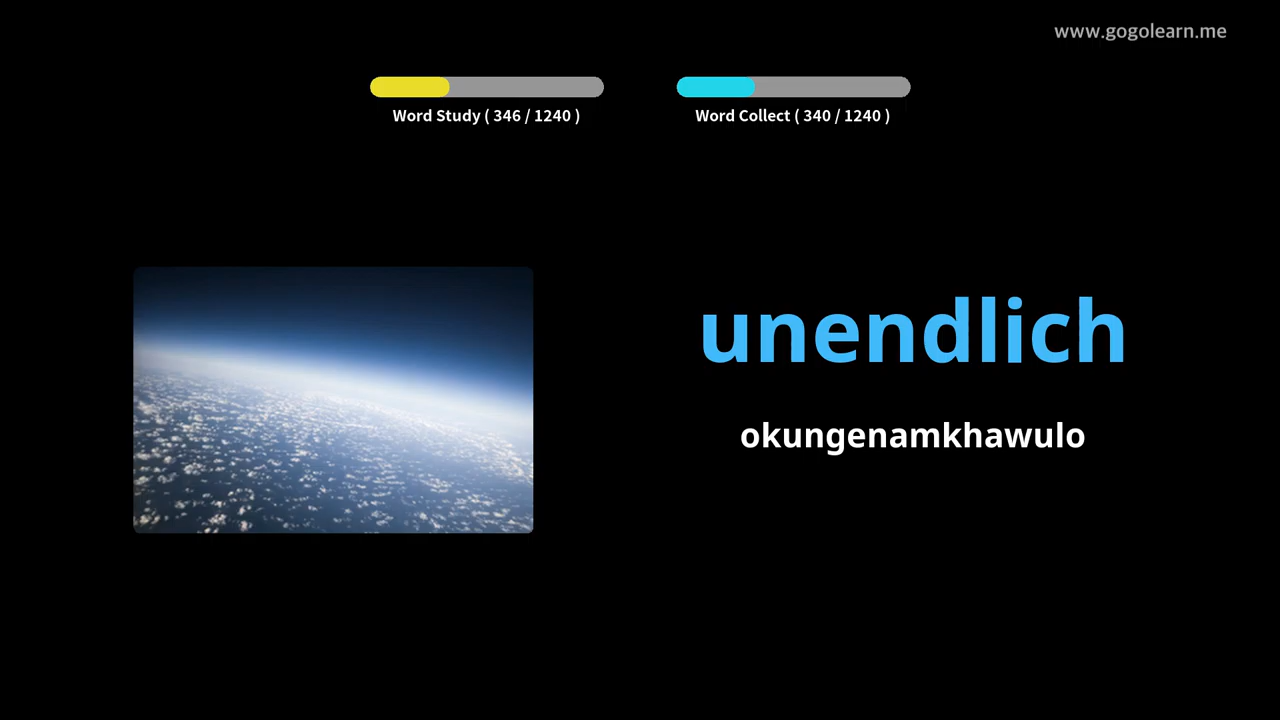 www.gogolearn.me
Word Study ( 346 / 1240 )
Word Collect ( 340 / 1240 )
unendlich
okungenamkhawulo